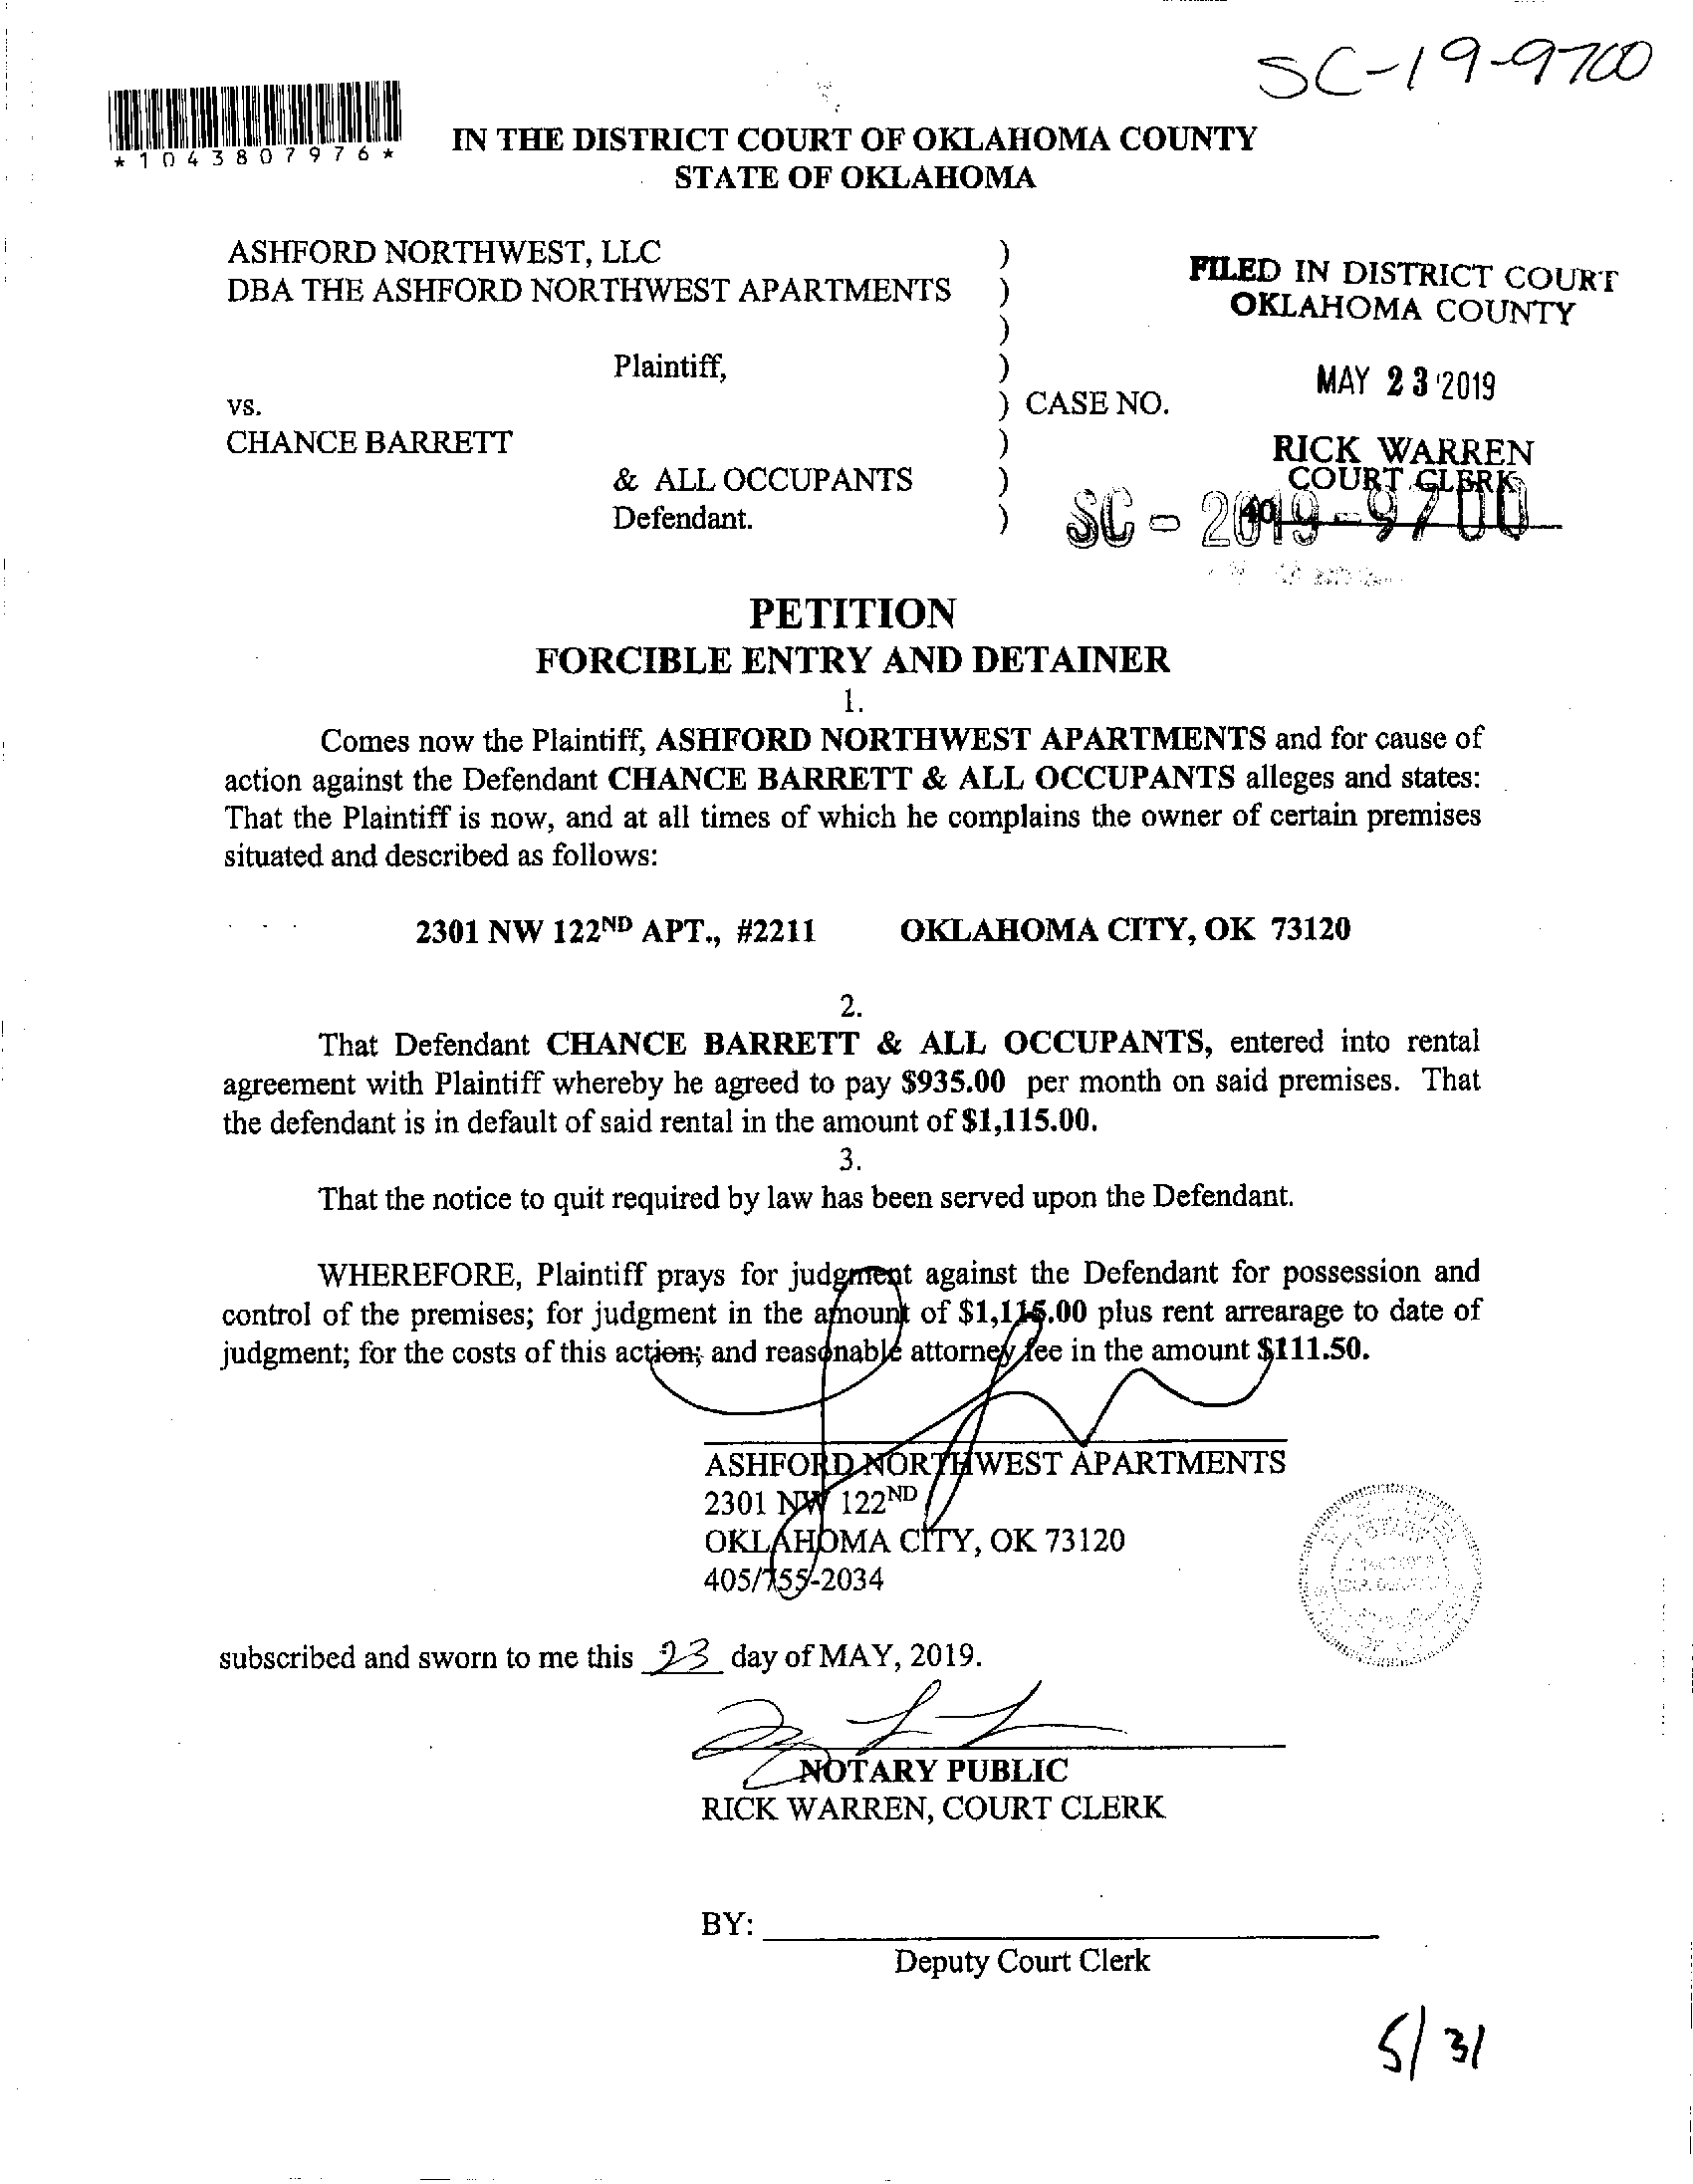 SC-19-9700
*1043807976*
IN THE DISTRICT COURT OF OKLAHOMA COUNTY
STATE OF OKLAHOMA
ASHFORD NORTHWEST, LLC )
DBA THE ASHFORD NORTHWEST APARTMENTS )
)
Plaintiff, )
vs. ) CASE NO.
CHANCE BARRETT )
& ALL OCCUPANTS )
Defendant. )
FILED IN DISTRICT COURT
OKLAHOMA COUNTY
MAY 23 2019
RICK WARREN
COURT CLERK
40
SC - 2019-9700
PETITION
FORCIBLE ENTRY AND DETAINER
1.
Comes now the Plaintiff, ASHFORD NORTHWEST APARTMENTS and for cause of
action against the Defendant CHANCE BARRETT & ALL OCCUPANTS alleges and states:
That the Plaintiff is now, and at all times of which he complains the owner of certain premises
situated and described as follows:
2301 NW 122ND APT., #2211 OKLAHOMA CITY, OK 73120
2.
That Defendant CHANCE BARRETT & ALL OCCUPANTS, entered into rental
agreement with Plaintiff whereby he agreed to pay $935.00 per month on said premises. That
the defendant is in default of said rental in the amount of $1,115.00.
3.
That the notice to quit required by law has been served upon the Defendant.
WHEREFORE, Plaintiff prays for judgment against the Defendant for possession and
control of the premises; for judgment in the amount of $1,115.00 plus rent arrearage to date of
judgment; for the costs of this action; and reasonable attorney fee in the amount $111.50.
ASHFORD NORTHWEST APARTMENTS
2301 NW 122ND
OKLAHOMA CITY, OK 73120
405/755-2034
subscribed and sworn to me this 23 day of MAY, 2019.
NOTARY PUBLIC
RICK WARREN, COURT CLERK
BY:
Deputy Court Clerk
5/31